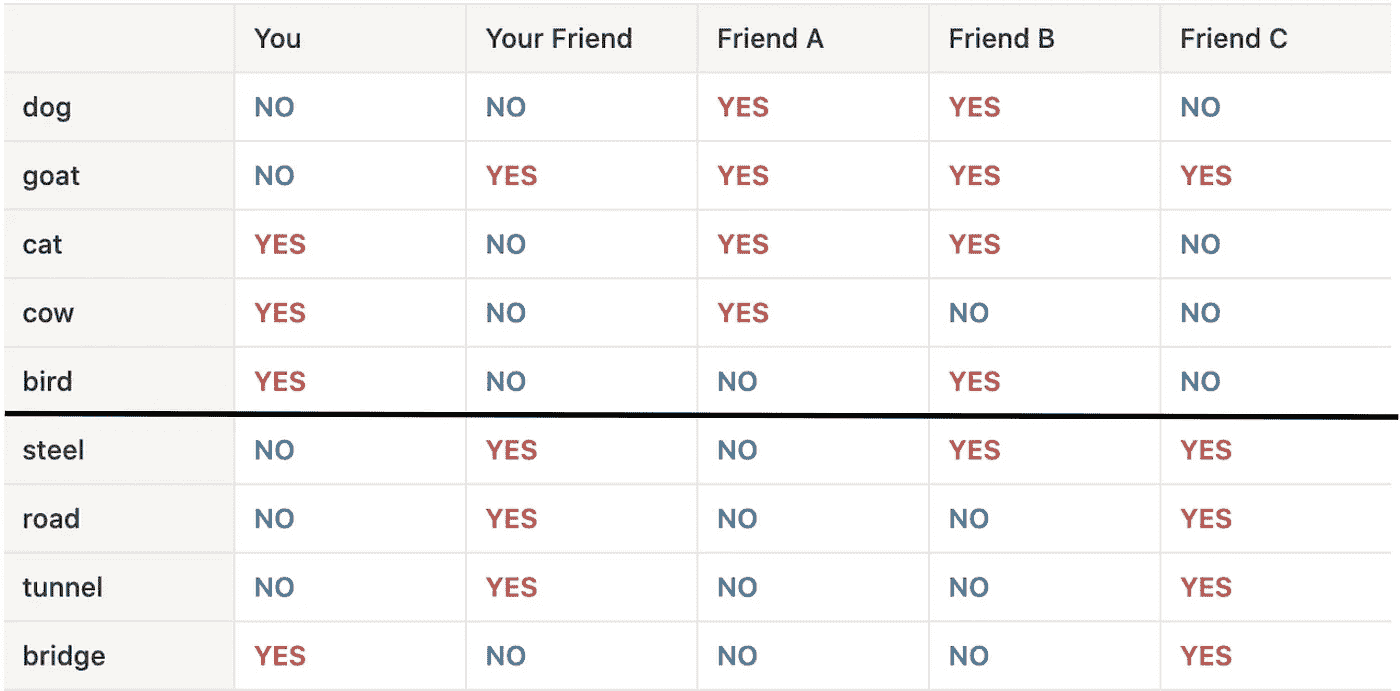 You Your Friend Friend A Friend B Friend C
dog NO NO YES YES NO
goat NO YES YES YES YES
cat YES NO YES YES NO
cow YES NO YES NO NO
bird YES NO NO YES NO
steel NO YES NO YES YES
road NO YES NO NO YES
tunnel NO YES NO NO YES
bridge YES NO NO NO YES